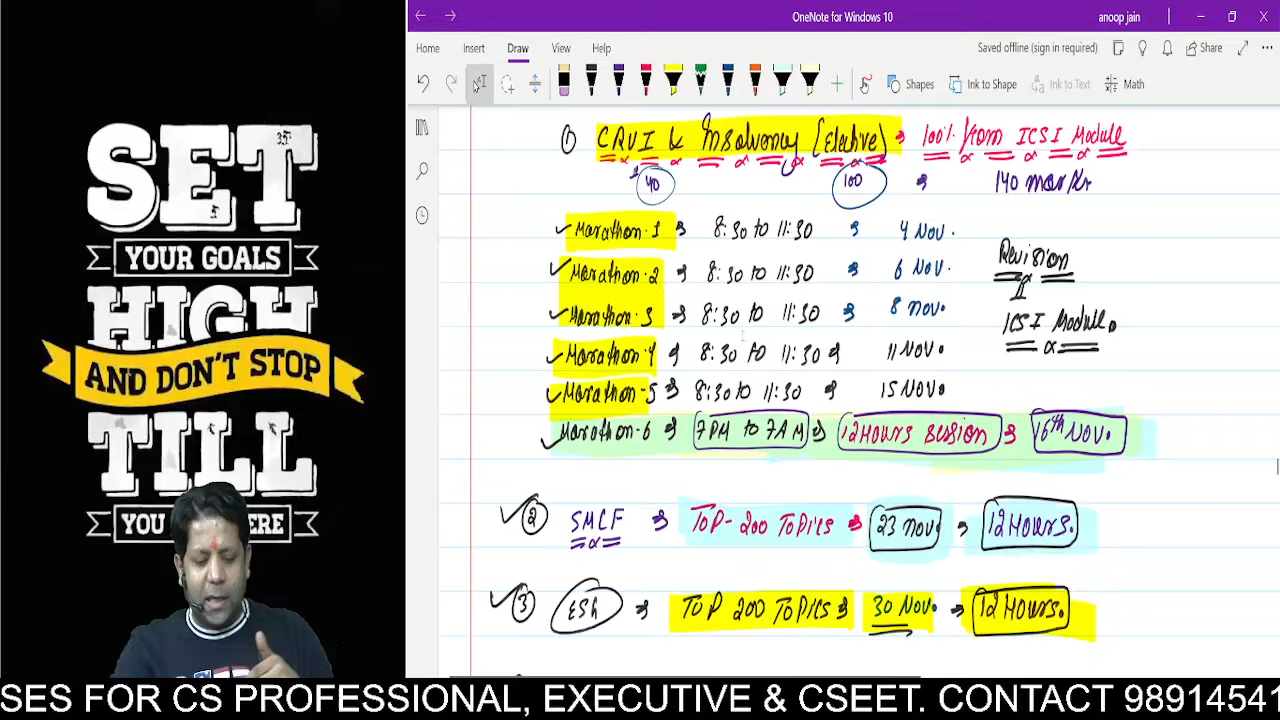 SET
YOUR GOALS
HIGH
AND DON'T STOP
TILL
YOU
ERE
OneNote for Windows 10
anoop jain
Home Insert Draw View Help
Saved offline (sign in required) Share
Shapes Ink to Shape Ink to Text Math
① CRVI & Insolvency (Elective) 100% from ICSI Module
40 100 140 marks
Marathon-1 8:30 to 11:30 4 Nov.
Marathon-2 8:30 to 11:30 6 Nov.
Revision
Marathon-3 8:30 to 11:30 8 nov.
ICSI Module.
Marathon-4 8:30 to 11:30 11 Nov.
Marathon-5 8:30 to 11:30 15 Nov.
Marathon-6 7PM to 7AM 12 Hours session 16th Nov.
② SMCF TOP-200 TOPICS 23 nov 12 Hours.
③ TOP 200 TOPICS 30 Nov. 12 Hours.
SES FOR CS PROFESSIONAL, EXECUTIVE & CSEET. CONTACT 98914541